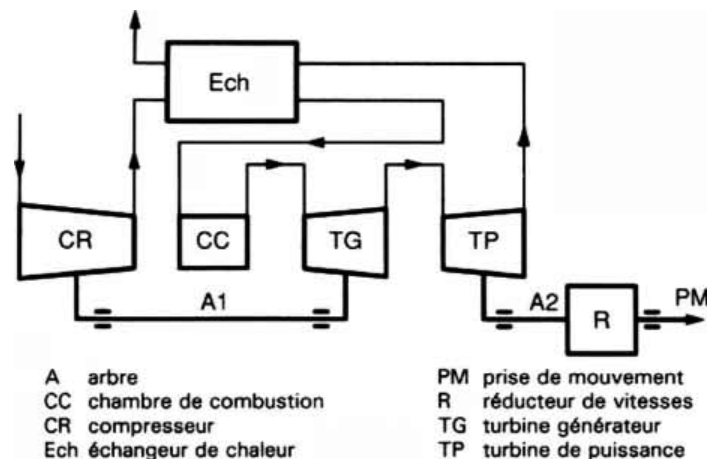 Ech
CR
CC
TG
TP
A1
A2
R
PM
A arbre
CC chambre de combustion
CR compresseur
Ech échangeur de chaleur
PM prise de mouvement
R réducteur de vitesses
TG turbine générateur
TP turbine de puissance